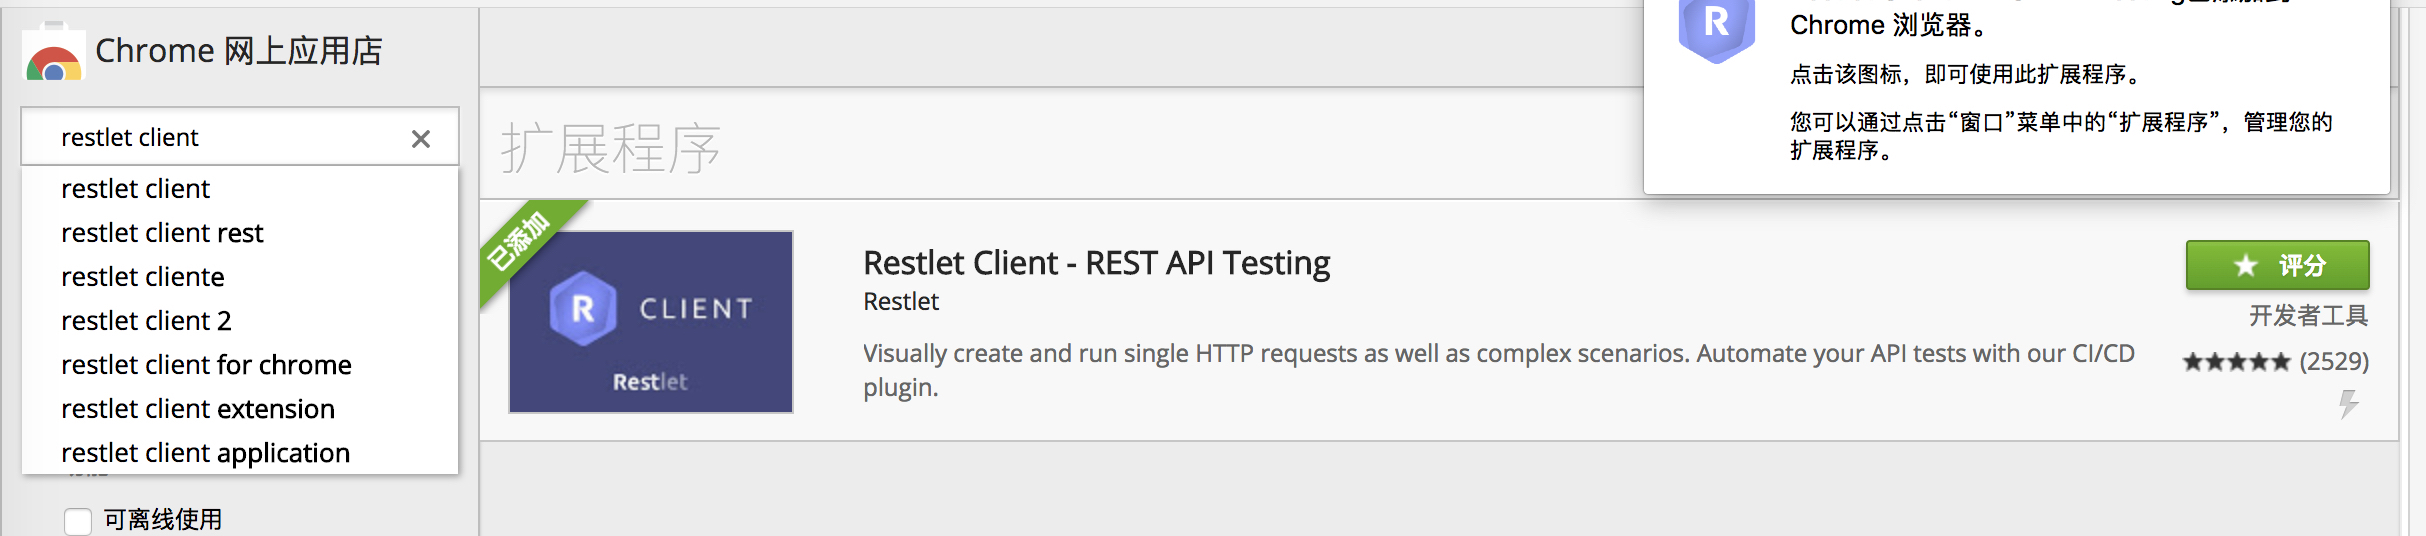 Chrome 网上应用店
restlet client
restlet client
restlet client rest
restlet cliente
restlet client 2
restlet client for chrome
restlet client extension
restlet client application
可离线使用
扩展程序
已添加
R CLIENT
Restlet
Restlet Client - REST API Testing
Restlet
Visually create and run single HTTP requests as well as complex scenarios. Automate your API tests with our CI/CD
plugin.
评分
开发者工具
(2529)
R
Chrome 浏览器。
点击该图标，即可使用此扩展程序。
您可以通过点击“窗口”菜单中的“扩展程序”，管理您的
扩展程序。